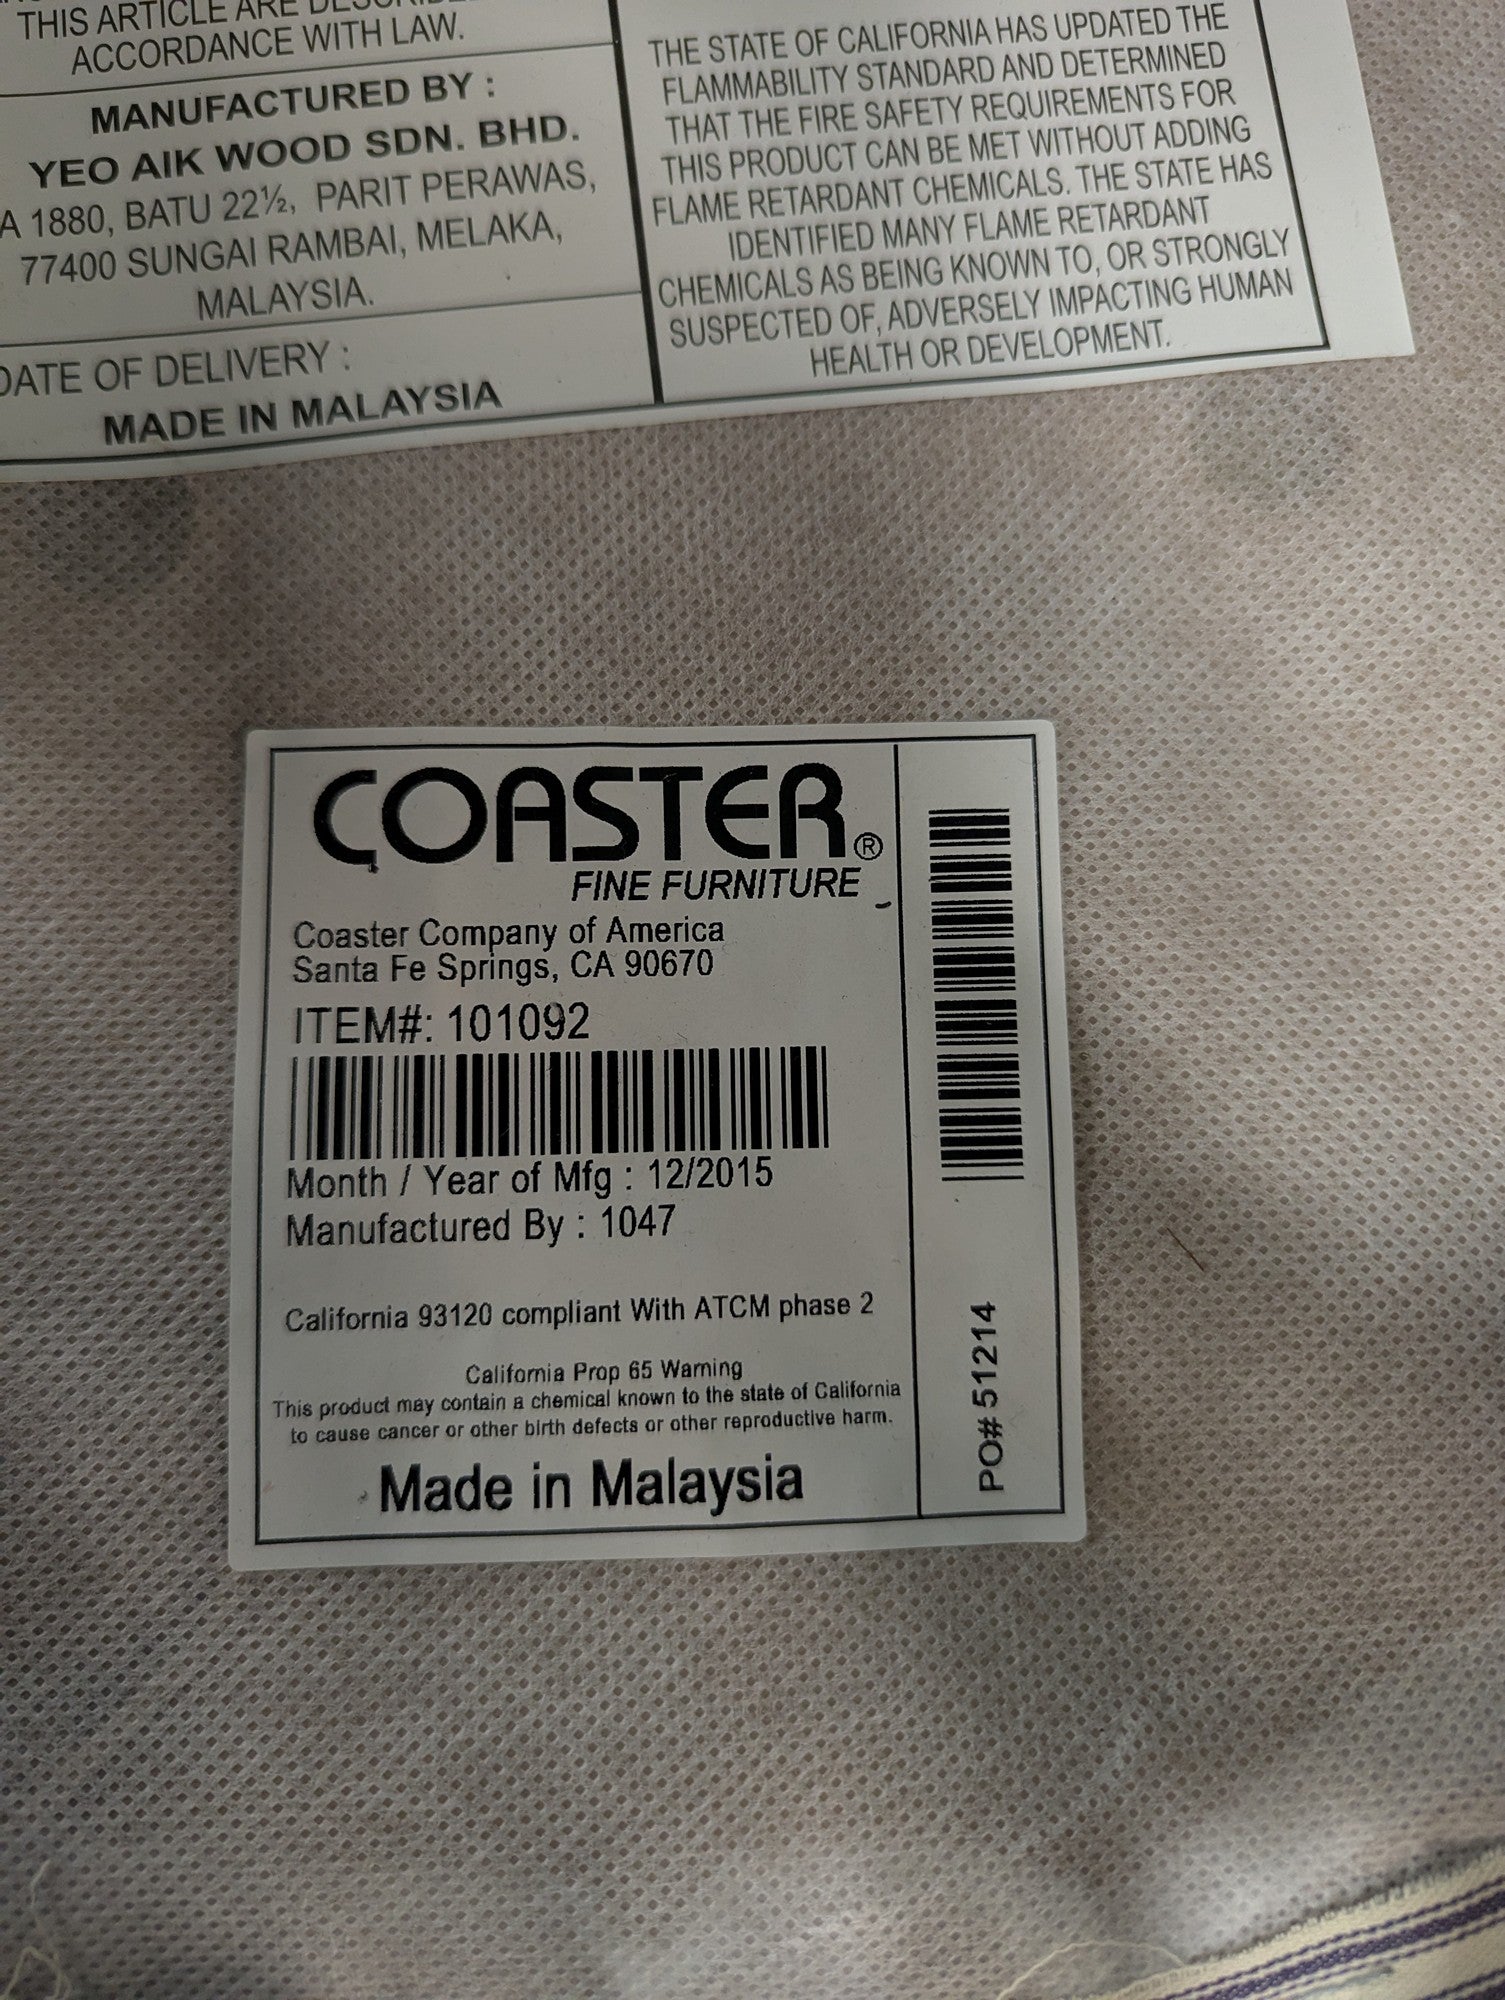 THIS ARTICLE ARE
ACCORDANCE WITH LAW.
MANUFACTURED BY :
YEO AIK WOOD SDN. BHD.
A 1880, BATU 22½, PARIT PERAWAS,
77400 SUNGAI RAMBAI, MELAKA,
MALAYSIA.
DATE OF DELIVERY :
MADE IN MALAYSIA
THE STATE OF CALIFORNIA HAS UPDATED THE
FLAMMABILITY STANDARD AND DETERMINED
THAT THE FIRE SAFETY REQUIREMENTS FOR
THIS PRODUCT CAN BE MET WITHOUT ADDING
FLAME RETARDANT CHEMICALS. THE STATE HAS
IDENTIFIED MANY FLAME RETARDANT
CHEMICALS AS BEING KNOWN TO, OR STRONGLY
SUSPECTED OF, ADVERSELY IMPACTING HUMAN
HEALTH OR DEVELOPMENT.
COASTER®
FINE FURNITURE
Coaster Company of America
Santa Fe Springs, CA 90670
ITEM#: 101092
Month / Year of Mfg : 12/2015
Manufactured By : 1047
California 93120 compliant With ATCM phase 2
California Prop 65 Warning
This product may contain a chemical known to the state of California
to cause cancer or other birth defects or other reproductive harm.
Made in Malaysia
PO# 51214